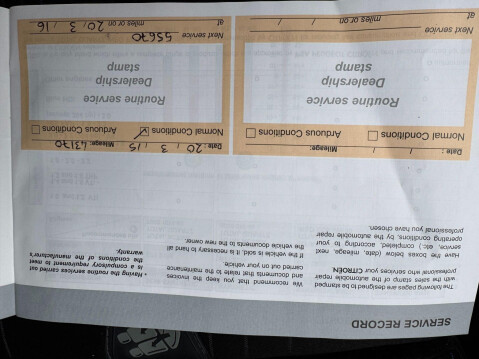 SERVICE RECORD
The following pages are designed be stamped
with the sales stamp of the automobile repair
professional who services your CITROËN.
Have the boxes below (date, mileage, next
service, etc.) completed, according to your
operating conditions, by the automobile repair
professional have chosen.
We recommend that you keep the invoices
and documents that relate to the maintenance
carried out on your vehicle.
If the vehicle is sold, it is necessary to all
the vehicle documents to the new owner.
• Having the routine services carried out
is a compulsory requirement to meet
the conditions of the manufacturer's
warranty.
Date : / / Mileage:
Normal Conditions Arduous Conditions
Routine service
Dealership
stamp
Next service
at miles or on / /
Date : 20 / 3 / 15 Mileage: 43170
Normal Conditions Arduous Conditions
Routine service
Dealership
stamp
Next service 55670
at miles or on 20 / 3 / 16